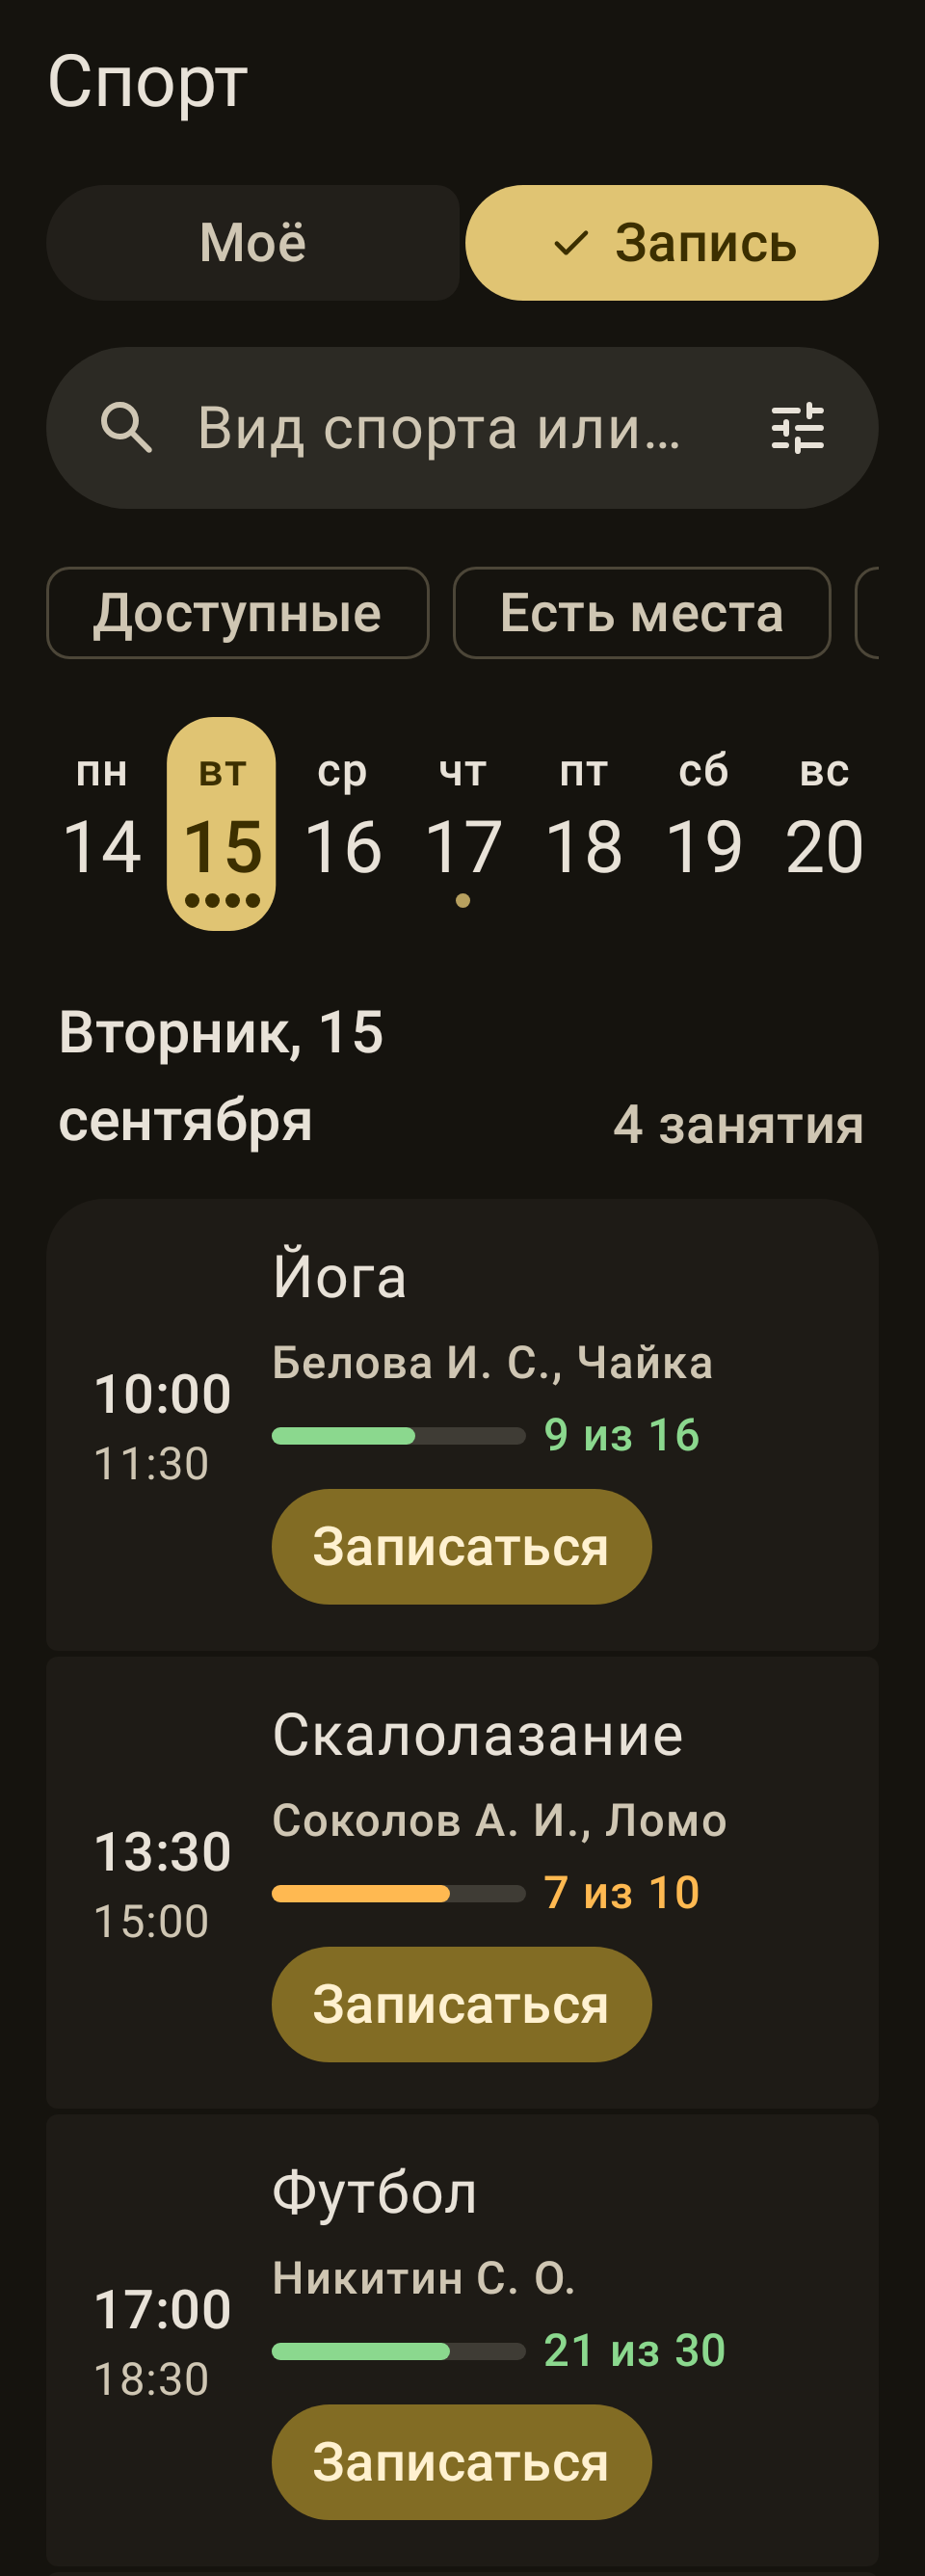 Спорт
Моё
Запись
Вид спорта или…
Доступные
Есть места
пн вт ср чт пт сб вс
14 15 16 17 18 19 20
Вторник, 15
сентября
4 занятия
Йога
Белова И. С., Чайка
10:00
11:30
9 из 16
Записаться
Скалолазание
Соколов А. И., Ломо
13:30
15:00
7 из 10
Записаться
Футбол
Никитин С. О.
17:00
18:30
21 из 30
Записаться